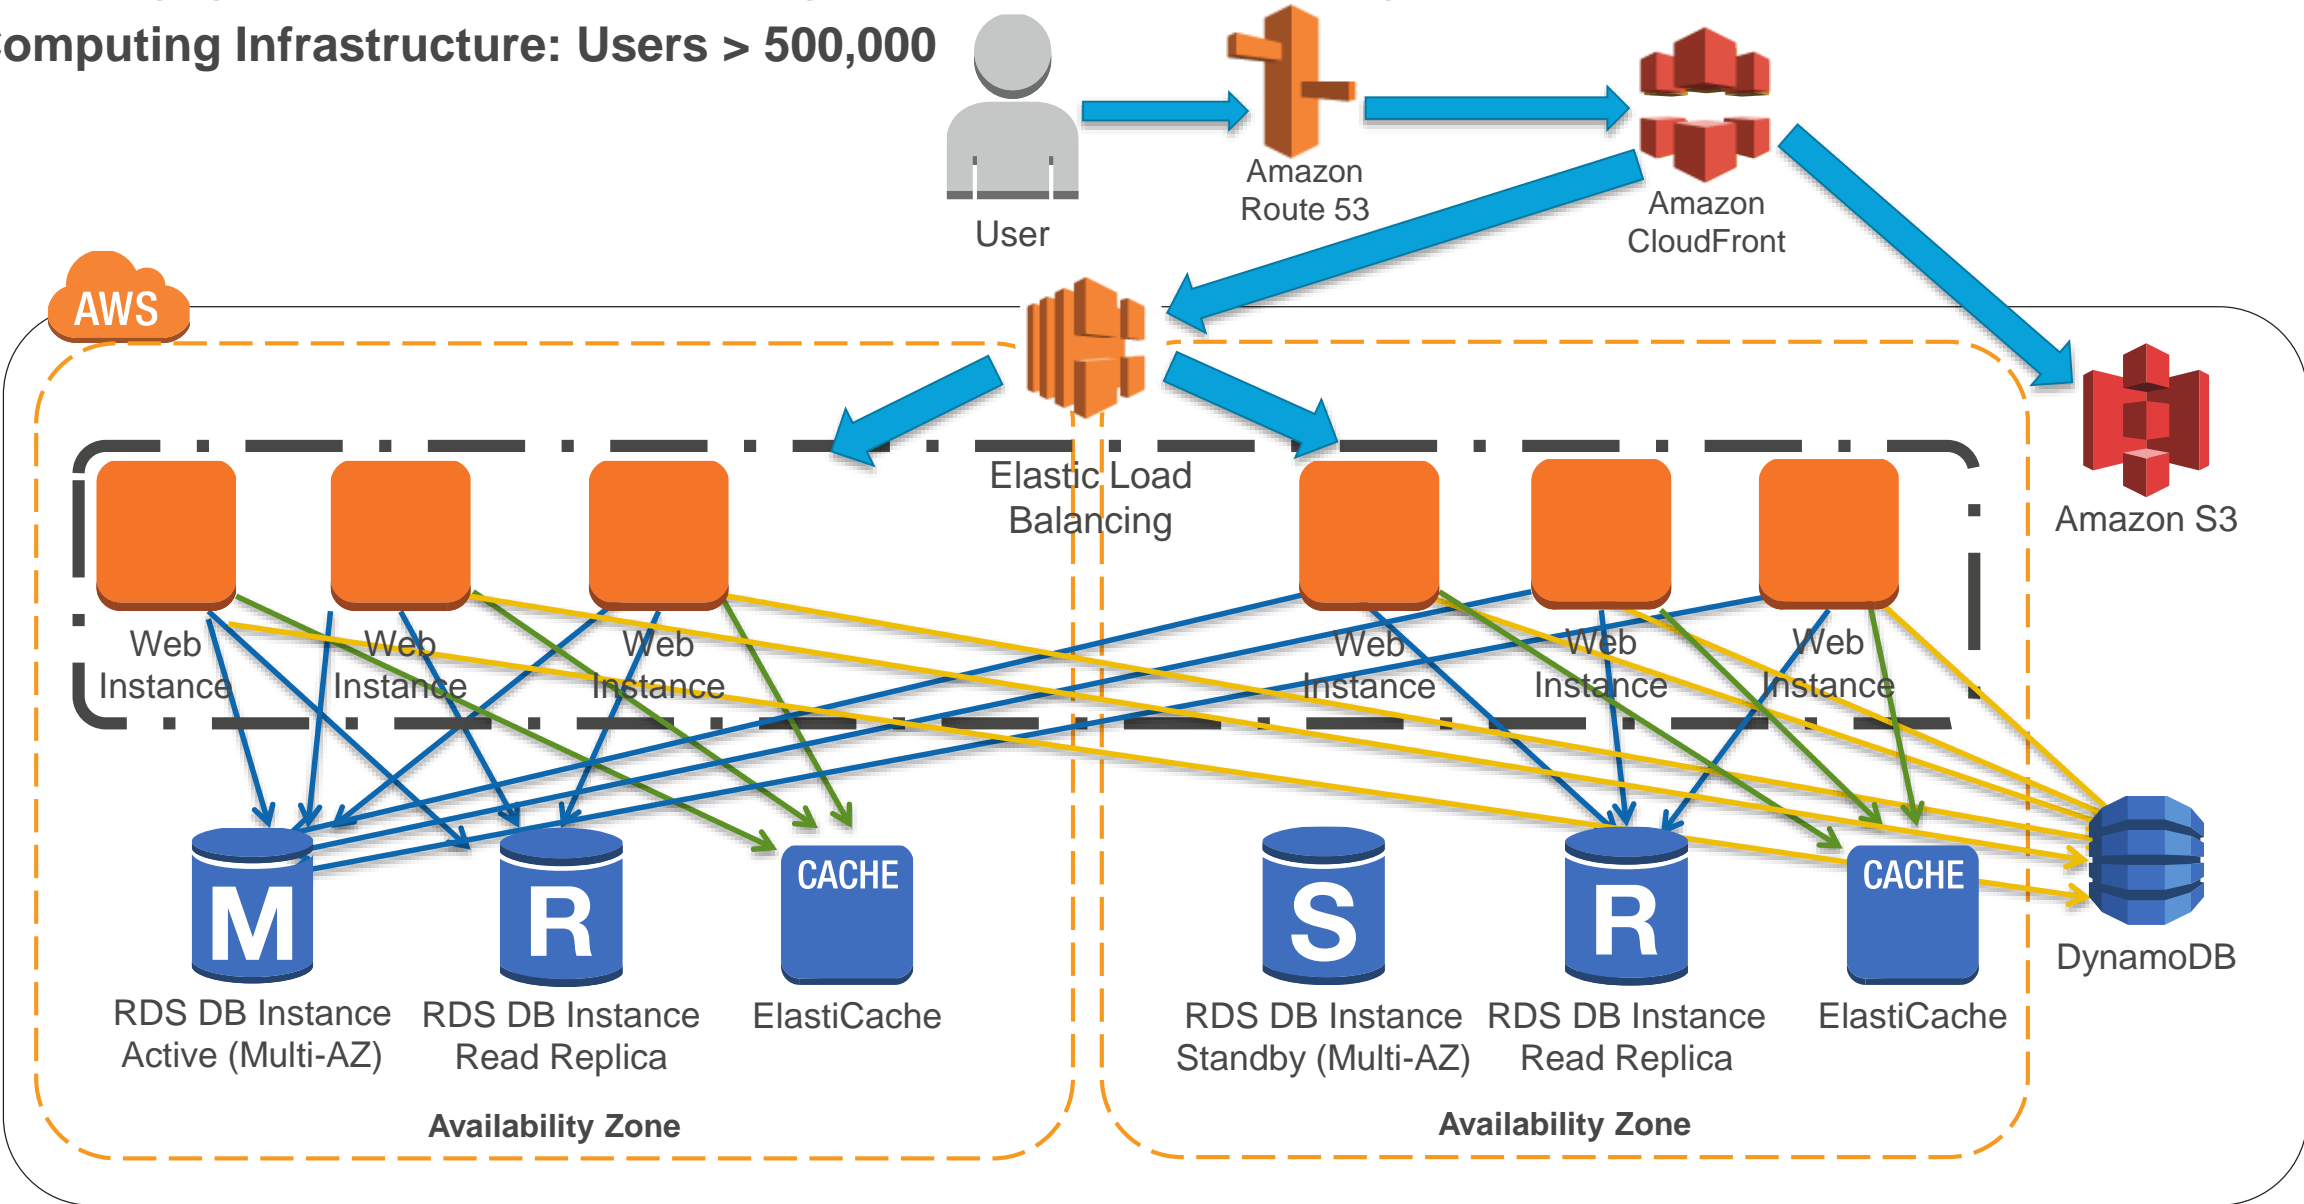 omputing Infrastructure: Users > 500,000
User
Amazon
Route 53
Amazon
CloudFront
AWS
Elastic Load
Balancing
Amazon S3
Web
Instance
Web
Instance
Web
Instance
Web
Instance
Web
Instance
Web
Instance
M
R
CACHE
S
R
CACHE
DynamoDB
RDS DB Instance
Active (Multi-AZ)
RDS DB Instance
Read Replica
ElastiCache
RDS DB Instance
Standby (Multi-AZ)
RDS DB Instance
Read Replica
ElastiCache
Availability Zone
Availability Zone